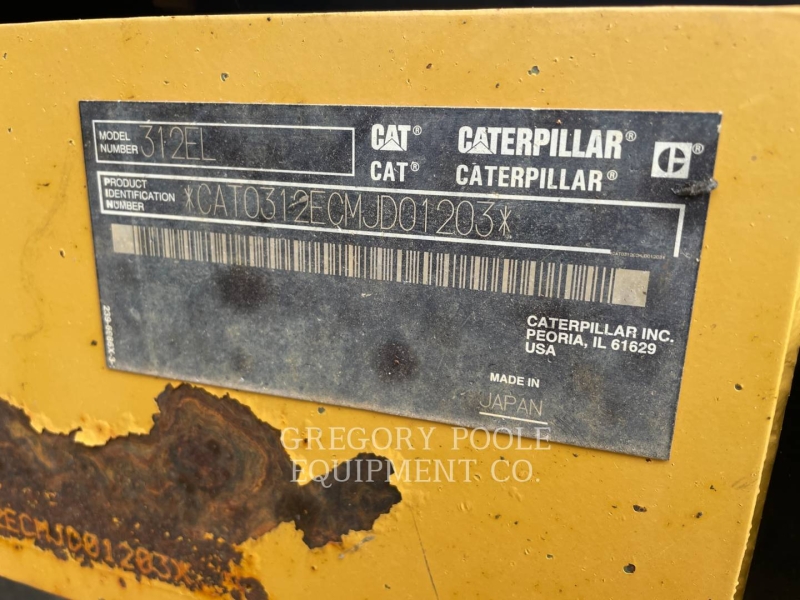 MODEL NUMBER 312EL
CAT® CATERPILLAR®
CAT® CATERPILLAR®
PRODUCT IDENTIFICATION NUMBER *CAT0312ECMJD01203*
CATERPILLAR INC.
PEORIA, IL 61629
USA
MADE IN
JAPAN
GREGORY POOLE
EQUIPMENT CO.
2ECMJD01203*